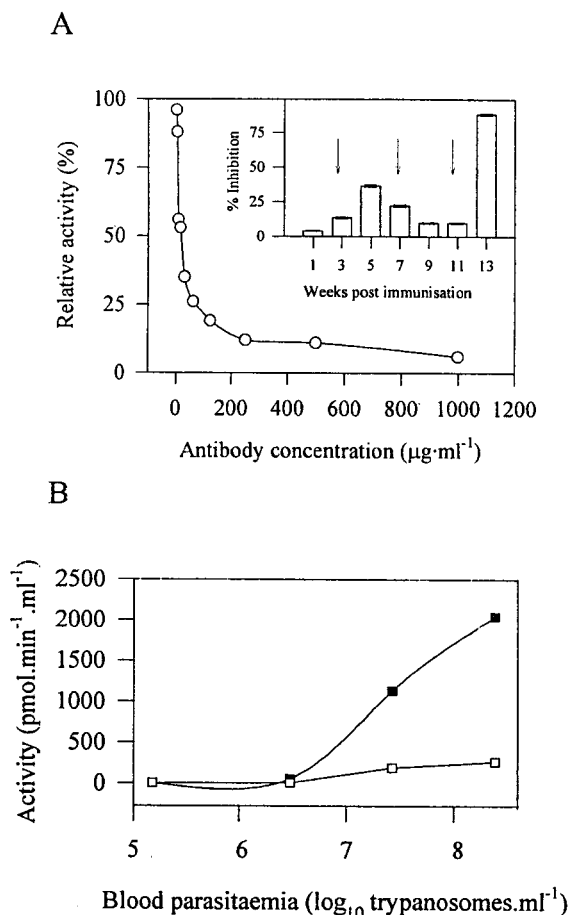 A
100
75
50
25
0
Relative activity (%)
75
50
25
0
% Inhibition
1 3 5 7 9 11 13
Weeks post immunisation
0 200 400 600 800 1000 1200
Antibody concentration (μg·ml⁻¹)
B
2500
2000
1500
1000
500
0
Activity (pmol.min⁻¹.ml⁻¹)
5 6 7 8
Blood parasitaemia (log₁₀ trypanosomes.ml⁻¹)